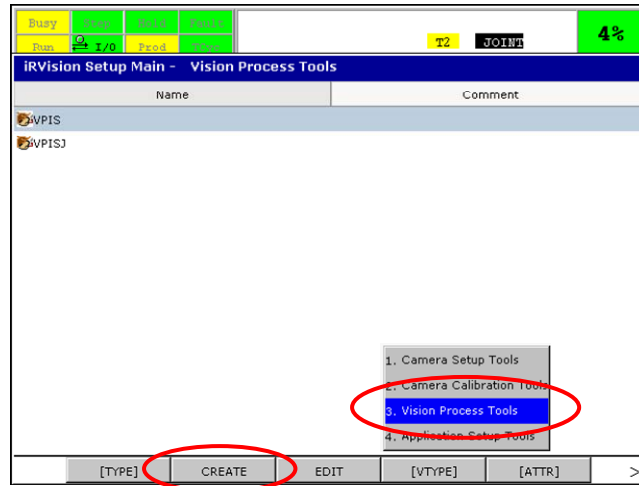 Busy Step Hold Fault
Run I/O Prod TCyc
T2 JOINT 4%
iRVision Setup Main - Vision Process Tools
Name Comment
VPIS
VPISJ
1. Camera Setup Tools
2. Camera Calibration Tools
3. Vision Process Tools
4. Application Setup Tools
[TYPE] CREATE EDIT [VTYPE] [ATTR] >